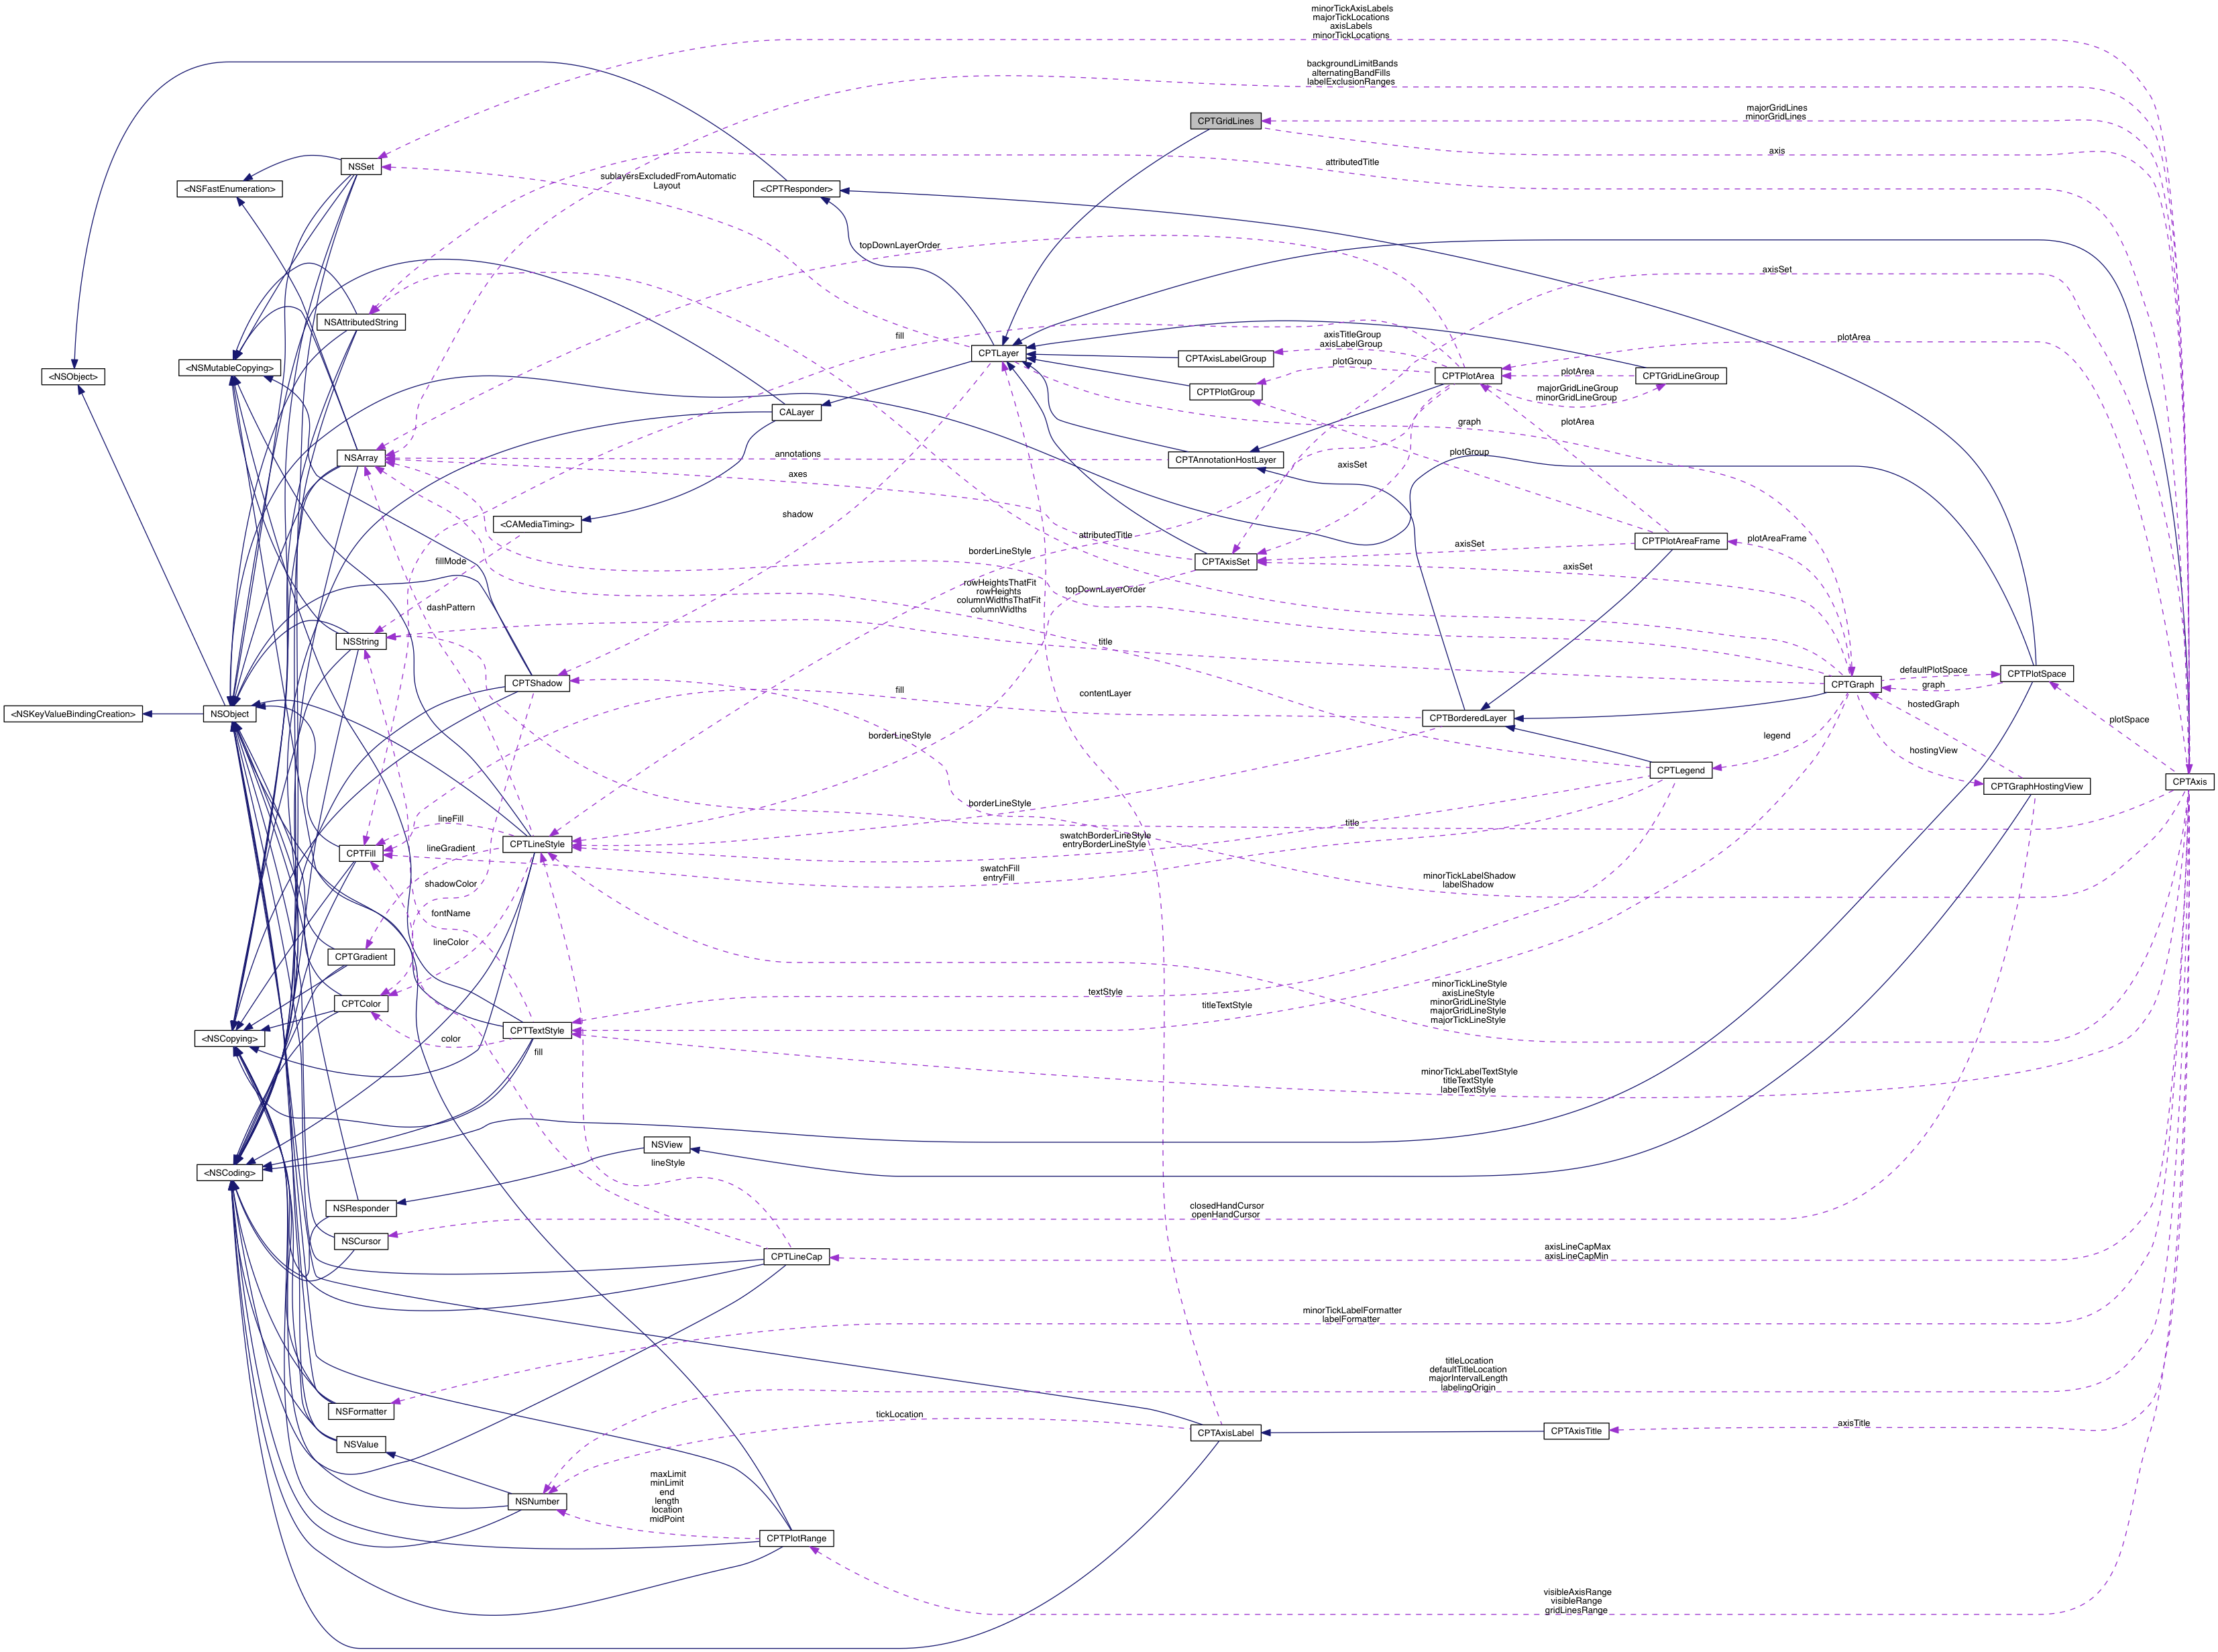 minorTickAxisLabels
majorTickLocations
axisLabels
minorTickLocations
backgroundLimitBands
alternatingBandFills
labelExclusionRanges
majorGridLines
minorGridLines
CPTGridLines
axis
attributedTitle
NSSet
<NSFastEnumeration>
sublayersExcludedFromAutomatic
Layout
<CPTResponder>
topDownLayerOrder
axisSet
NSAttributedString
fill
axisTitleGroup
axisLabelGroup
plotArea
CPTLayer
CPTAxisLabelGroup
plotGroup
<NSMutableCopying>
<NSObject>
CPTPlotArea
plotArea
CPTGridLineGroup
CPTPlotGroup
majorGridLineGroup
minorGridLineGroup
CALayer
graph
plotArea
NSArray
annotations
CPTAnnotationHostLayer
plotGroup
axisSet
axes
shadow
<CAMediaTiming>
attributedTitle
plotAreaFrame
CPTPlotAreaFrame
axisSet
borderLineStyle
fillMode
CPTAxisSet
axisSet
rowHeightsThatFit
rowHeights
columnWidthsThatFit
columnWidths
topDownLayerOrder
dashPattern
NSString
title
defaultPlotSpace
CPTPlotSpace
CPTShadow
CPTGraph
graph
fill
contentLayer
hostedGraph
<NSKeyValueBindingCreation>
NSObject
CPTBorderedLayer
plotSpace
borderLineStyle
legend
hostingView
CPTLegend
CPTAxis
CPTGraphHostingView
borderLineStyle
lineFill
title
swatchBorderLineStyle
entryBorderLineStyle
CPTLineStyle
lineGradient
CPTFill
swatchFill
entryFill
minorTickLabelShadow
labelShadow
shadowColor
fontName
lineColor
CPTGradient
minorTickLineStyle
axisLineStyle
minorGridLineStyle
majorGridLineStyle
majorTickLineStyle
textStyle
titleTextStyle
CPTColor
CPTTextStyle
<NSCopying>
color
fill
minorTickLabelTextStyle
titleTextStyle
labelTextStyle
NSView
lineStyle
<NSCoding>
NSResponder
closedHandCursor
openHandCursor
NSCursor
axisLineCapMax
axisLineCapMin
CPTLineCap
minorTickLabelFormatter
labelFormatter
titleLocation
defaultTitleLocation
majorIntervalLength
labelingOrigin
NSFormatter
tickLocation
axisTitle
CPTAxisLabel
CPTAxisTitle
NSValue
maxLimit
minLimit
end
length
location
midPoint
NSNumber
CPTPlotRange
visibleAxisRange
visibleRange
gridLinesRange